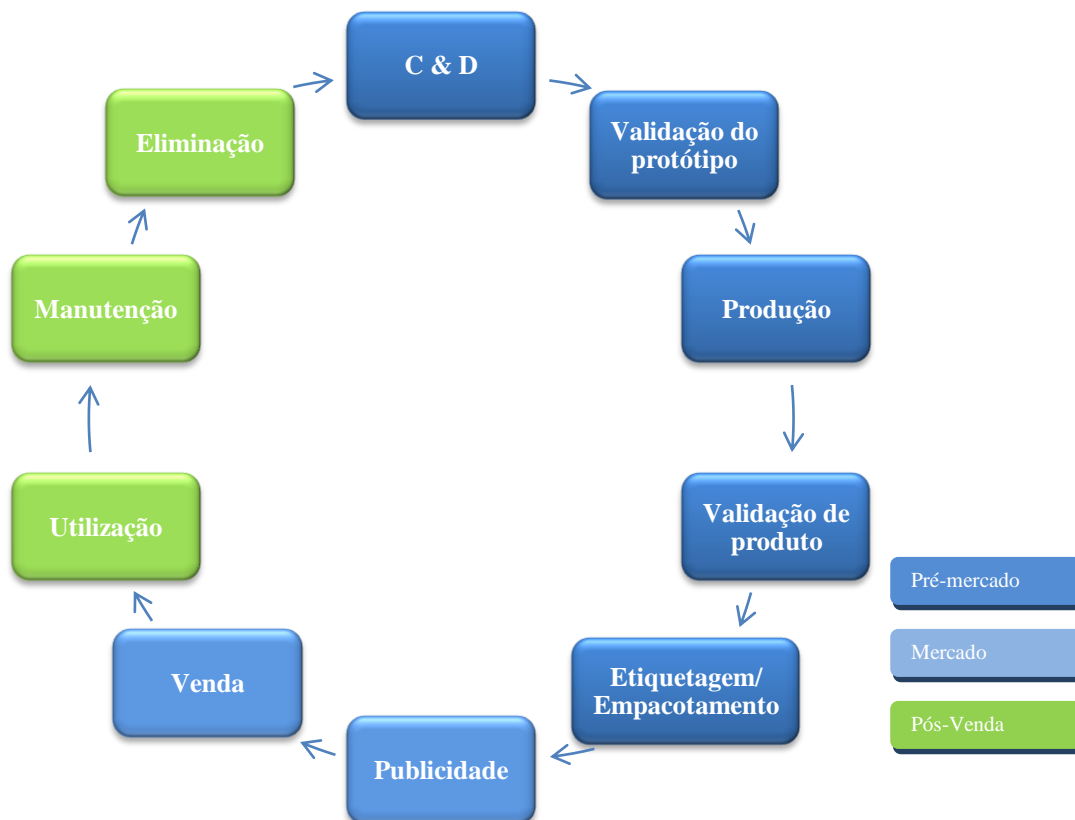 C & D
Validação do
protótipo
Produção
Validação de
produto
Etiquetagem/
Empacotamento
Publicidade
Venda
Utilização
Manutenção
Eliminação
Pré-mercado
Mercado
Pós-Venda